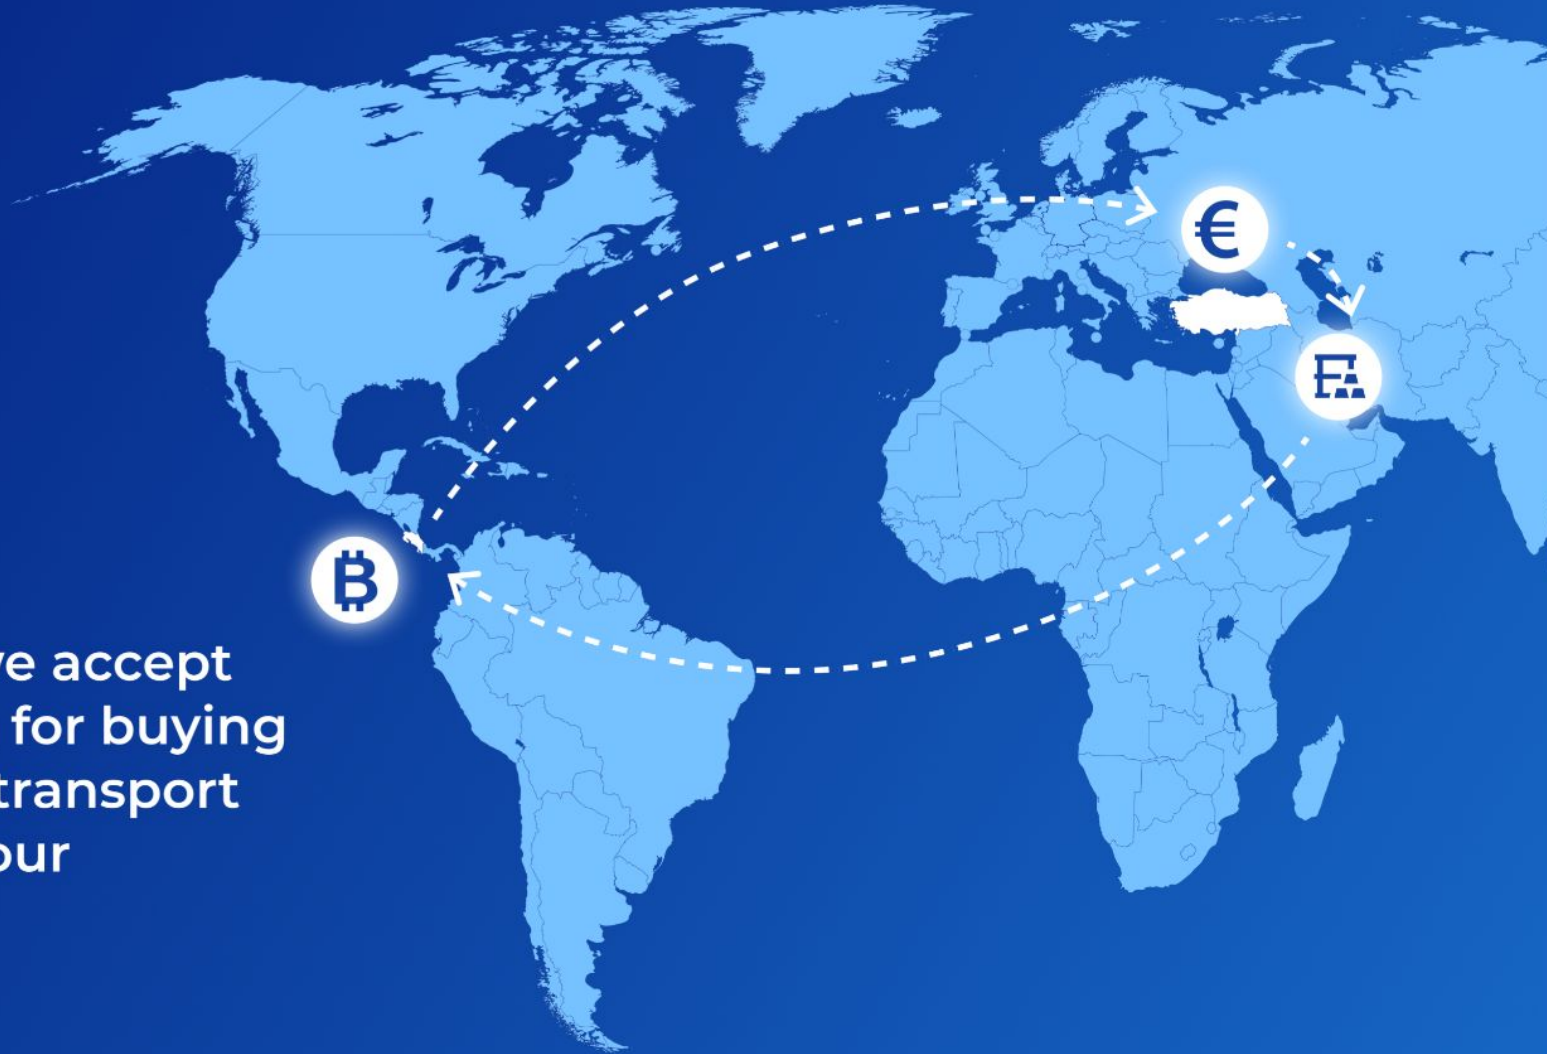 ve accept
for buying
transport
our
€
₿